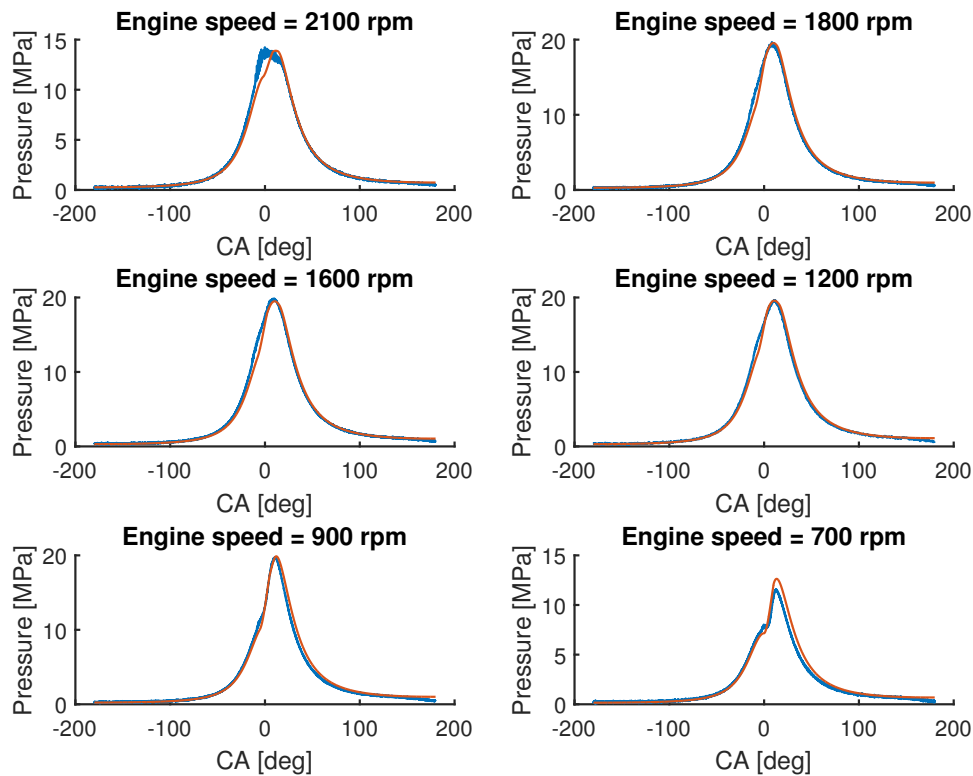 Engine speed = 2100 rpm
Pressure [MPa]
15
10
5
0
-200 -100 0 100 200
CA [deg]
Engine speed = 1800 rpm
Pressure [MPa]
20
10
0
-200 -100 0 100 200
CA [deg]
Engine speed = 1600 rpm
Pressure [MPa]
20
10
0
-200 -100 0 100 200
CA [deg]
Engine speed = 1200 rpm
Pressure [MPa]
20
10
0
-200 -100 0 100 200
CA [deg]
Engine speed = 900 rpm
Pressure [MPa]
20
10
0
-200 -100 0 100 200
CA [deg]
Engine speed = 700 rpm
Pressure [MPa]
15
10
5
0
-200 -100 0 100 200
CA [deg]